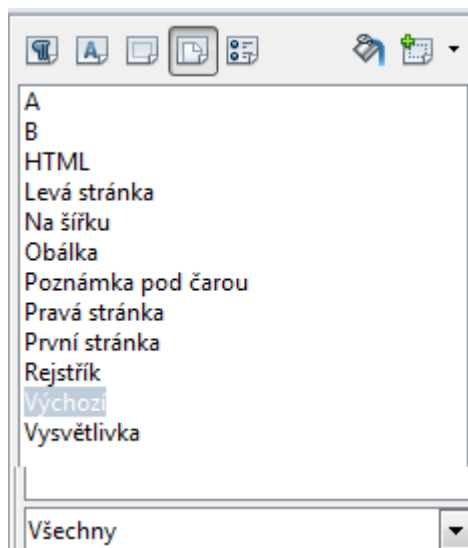 A
B
HTML
Levá stránka
Na šířku
Obálka
Poznámka pod čarou
Pravá stránka
První stránka
Rejstřík
Výchozí
Vysvětlivka
Všechny